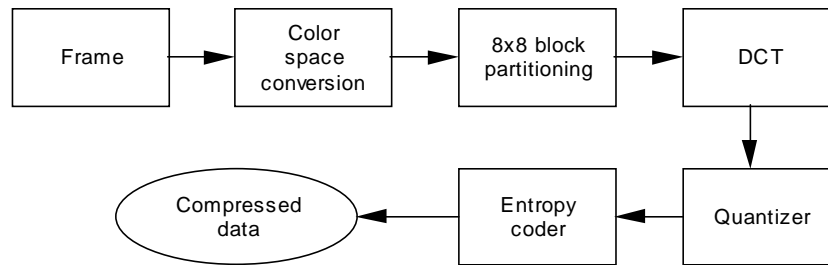 Frame
Color
space
conversion
8x8 block
partitioning
DCT
Compressed
data
Entropy
coder
Quantizer